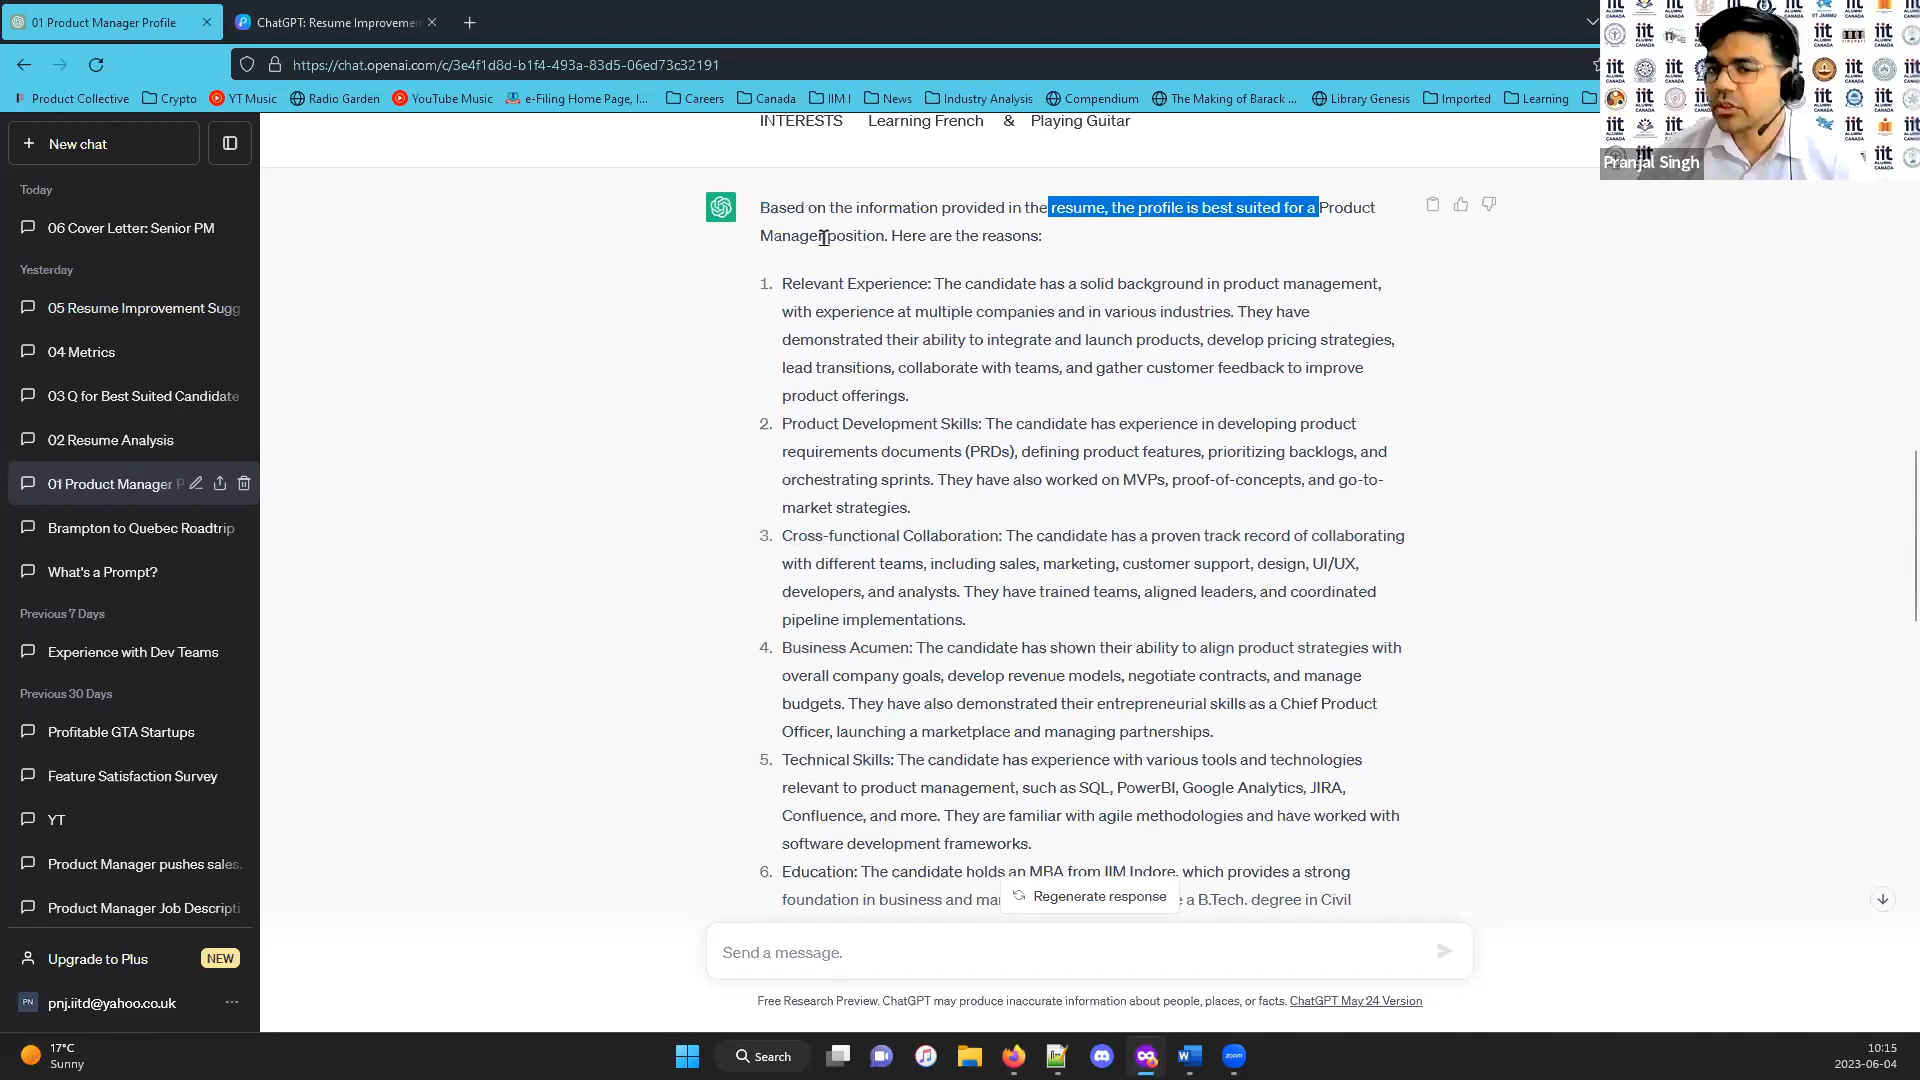 01 Product Manager Profile
ChatGPT: Resume Improvemen
https://chat.openai.com/c/3e4f1d8d-b1f4-493a-83d5-06ed73c32191
Product Collective
Crypto
YT Music
Radio Garden
YouTube Music
e-Filing Home Page, I...
Careers
Canada
IIM I
News
Industry Analysis
Compendium
The Making of Barack ...
Library Genesis
Imported
Learning
New chat
Today
06 Cover Letter: Senior PM
Yesterday
05 Resume Improvement Sugg
04 Metrics
03 Q for Best Suited Candidate
02 Resume Analysis
01 Product Manager P
Brampton to Quebec Roadtrip
What's a Prompt?
Previous 7 Days
Experience with Dev Teams
Previous 30 Days
Profitable GTA Startups
Feature Satisfaction Survey
YT
Product Manager pushes sales.
Product Manager Job Descripti
Upgrade to Plus
NEW
PN
pnj.iitd@yahoo.co.uk
INTERESTS Learning French & Playing Guitar
Based on the information provided in the resume, the profile is best suited for a Product
Manager position. Here are the reasons:
1. Relevant Experience: The candidate has a solid background in product management,
with experience at multiple companies and in various industries. They have
demonstrated their ability to integrate and launch products, develop pricing strategies,
lead transitions, collaborate with teams, and gather customer feedback to improve
product offerings.
2. Product Development Skills: The candidate has experience in developing product
requirements documents (PRDs), defining product features, prioritizing backlogs, and
orchestrating sprints. They have also worked on MVPs, proof-of-concepts, and go-to-
market strategies.
3. Cross-functional Collaboration: The candidate has a proven track record of collaborating
with different teams, including sales, marketing, customer support, design, UI/UX,
developers, and analysts. They have trained teams, aligned leaders, and coordinated
pipeline implementations.
4. Business Acumen: The candidate has shown their ability to align product strategies with
overall company goals, develop revenue models, negotiate contracts, and manage
budgets. They have also demonstrated their entrepreneurial skills as a Chief Product
Officer, launching a marketplace and managing partnerships.
5. Technical Skills: The candidate has experience with various tools and technologies
relevant to product management, such as SQL, PowerBI, Google Analytics, JIRA,
Confluence, and more. They are familiar with agile methodologies and have worked with
software development frameworks.
6. Education: The candidate holds an MBA from IIM Indore, which provides a strong
foundation in business and ma
e a B.Tech. degree in Civil
Regenerate response
Send a message.
Free Research Preview. ChatGPT may produce inaccurate information about people, places, or facts. ChatGPT May 24 Version
Pranjal Singh
17°C
Sunny
Search
zoom
10:15
2023-06-04